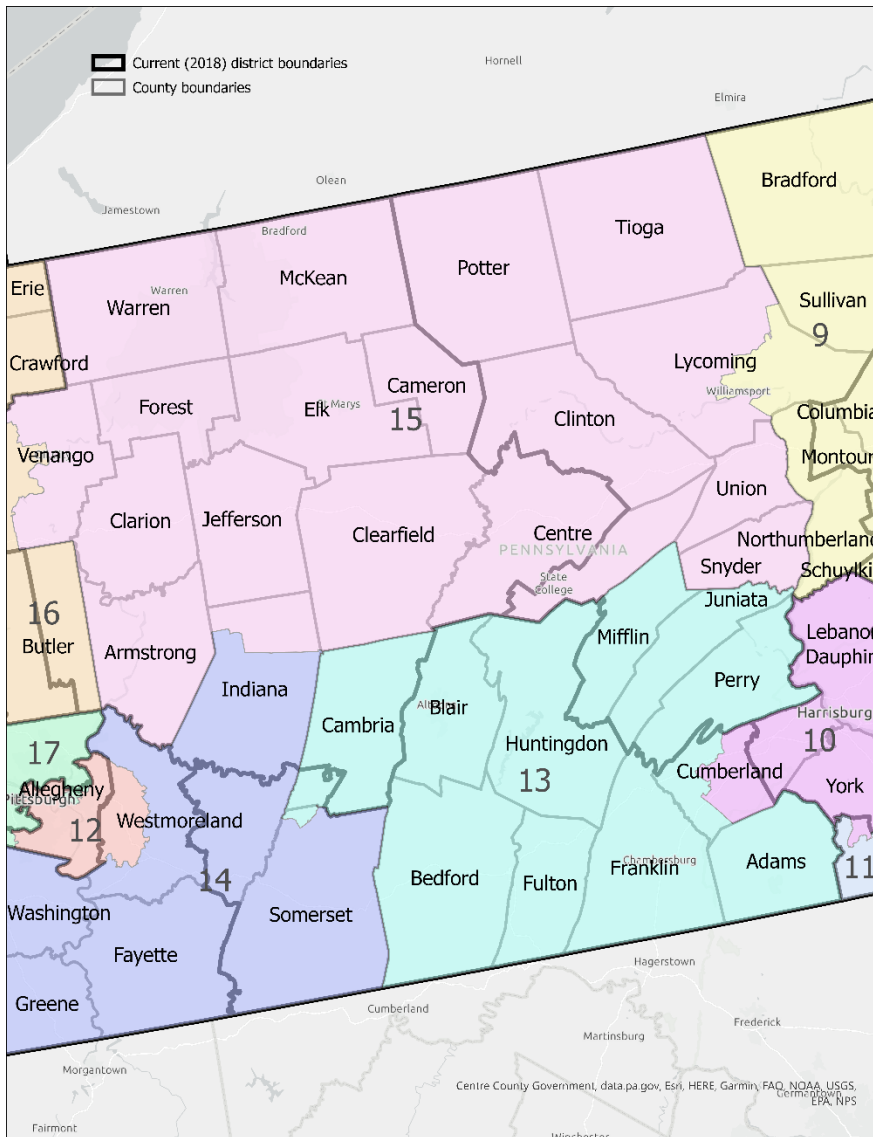 Current (2018) district boundaries
County boundaries
Hornell
Elmira
Olean
Jamestown
Bradford
Bradford
Tioga
Potter
McKean
Warren
Warren
Erie
Sullivan
9
Crawford
Lycoming
Williamsport
Cameron
St Marys
Forest
Elk
15
Clinton
Columbia
Venango
Montour
Union
Clarion
Jefferson
Clearfield
Centre
PENNSYLVANIA
Northumberland
Snyder
Schuylki
State
College
Juniata
16
Butler
Armstrong
Mifflin
Lebanon
Dauphin
Indiana
Perry
Blair
Cambria
Harrisburg
Huntingdon
10
17
Cumberland
13
York
Allegheny
Pittsburgh
Westmoreland
12
Chambersburg
Adams
Franklin
11
14
Bedford
Fulton
Washington
Somerset
Fayette
Greene
Hagerstown
Cumberland
Frederick
Martinsburg
Morgantown
Centre County Government, data.pa.gov, Esri, HERE, Garmin, FAO, NOAA, USGS,
EPA, NPS
Germantown
Fairmont
Winchester